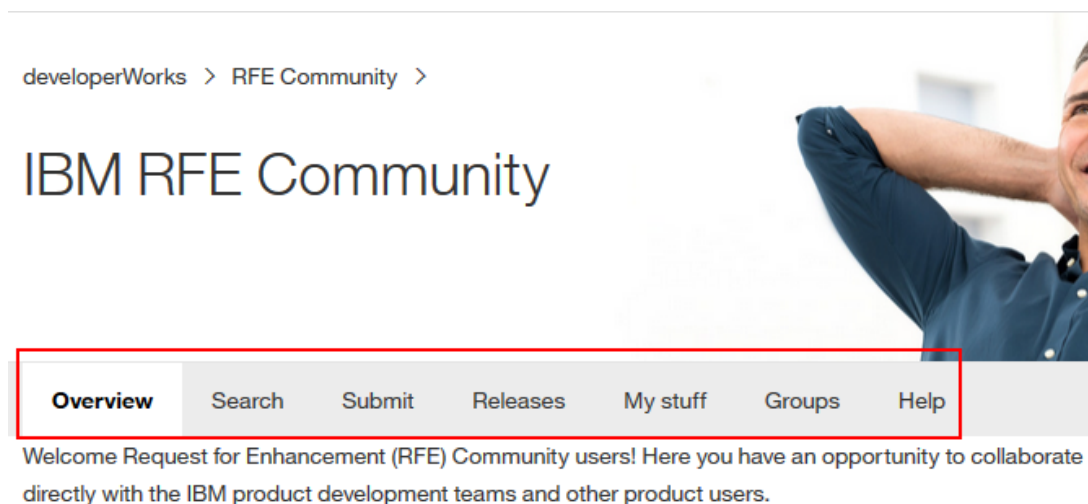 developerWorks > RFE Community >
IBM RFE Community
Overview Search Submit Releases My stuff Groups Help
Welcome Request for Enhancement (RFE) Community users! Here you have an opportunity to collaborate
directly with the IBM product development teams and other product users.